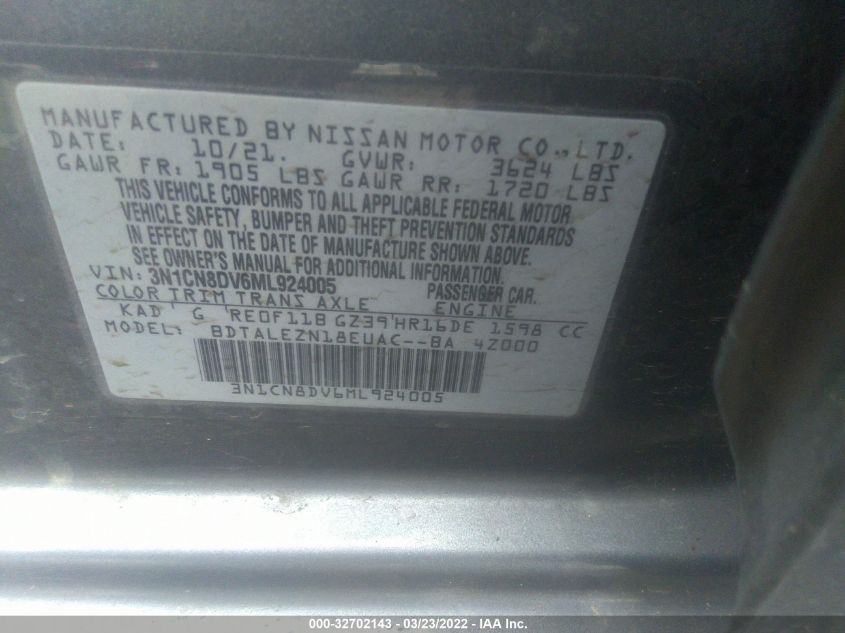 MANUFACTURED BY NISSAN MOTOR CO., LTD.
DATE: 10/21. GVWR: 3624 LBS
GAWR FR: 1905 LBS GAWR RR: 1720 LBS
THIS VEHICLE CONFORMS TO ALL APPLICABLE FEDERAL MOTOR
VEHICLE SAFETY, BUMPER AND THEFT PREVENTION STANDARDS
IN EFFECT ON THE DATE OF MANUFACTURE SHOWN ABOVE.
SEE OWNER'S MANUAL FOR ADDITIONAL INFORMATION.
VIN: 3N1CN8DV6ML924005 PASSENGER CAR.
COLOR TRIM TRANS AXLE ENGINE
KAD G RE0F11B GZ39 HR16DE 1598 CC
MODEL: BDTALEZN18EUAC--BA 4Z000
3N1CN8DV6ML924005
000-32702143 - 03/23/2022 - IAA Inc.